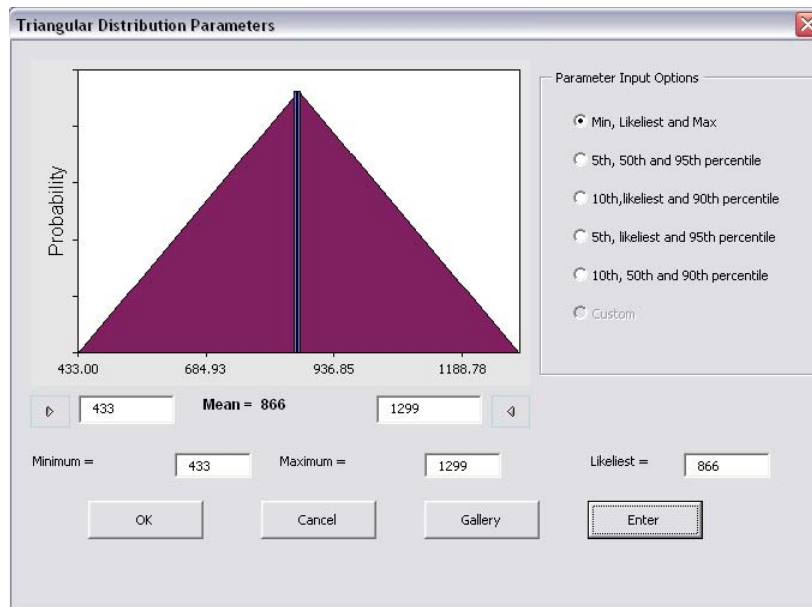 Triangular Distribution Parameters
Probability
433.00 684.93 936.85 1188.78
433 Mean = 866 1299
Parameter Input Options
Min, Likeliest and Max
5th, 50th and 95th percentile
10th,likeliest and 90th percentile
5th, likeliest and 95th percentile
10th, 50th and 90th percentile
Custom
Minimum = 433 Maximum = 1299 Likeliest = 866
OK Cancel Gallery Enter